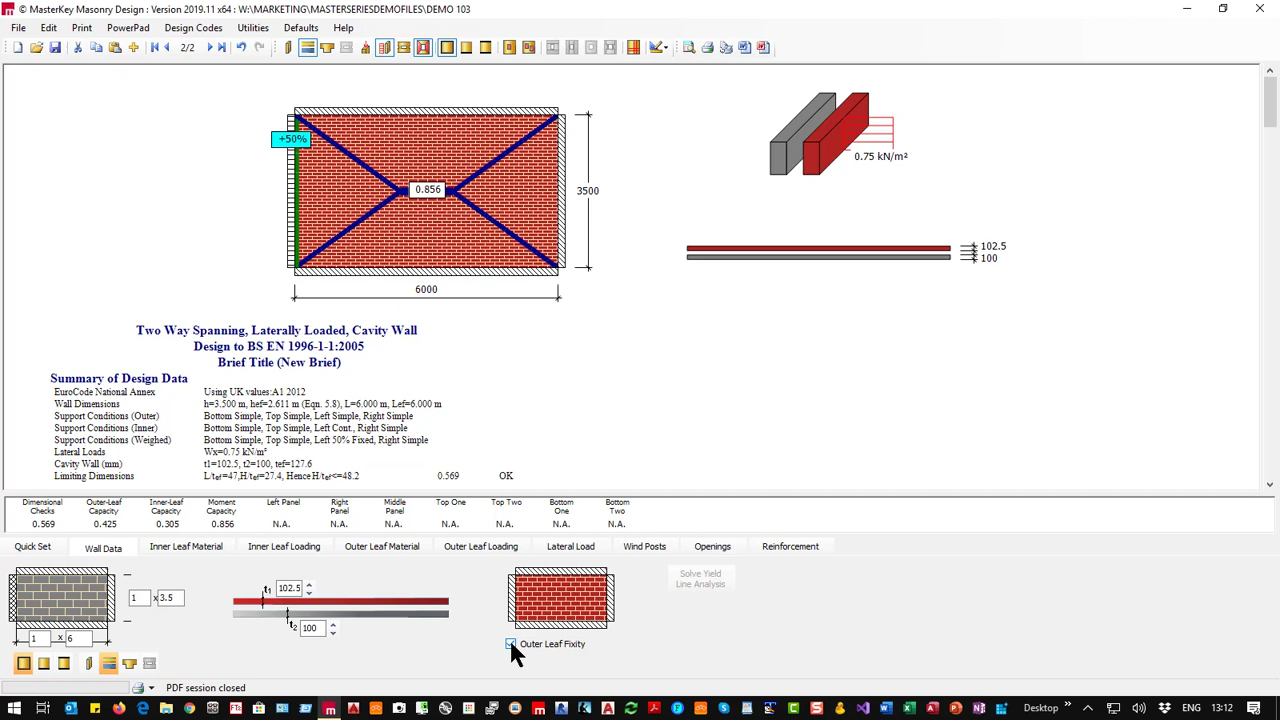 MasterKey Masonry Design : Version 2019.11 x64 : W:\MARKETING\MASTERSERIESDEMOFILES\DEMO 103
File Edit Print PowerPad Design Codes Utilities Defaults Help
2/2
+50%
0.856
3500
6000
0.75 kN/m²
102.5
100
Two Way Spanning, Laterally Loaded, Cavity Wall
Design to BS EN 1996-1-1:2005
Brief Title (New Brief)
Summary of Design Data
EuroCode National Annex Using UK values:A1 2012
Wall Dimensions h=3.500 m, hef=2.611 m (Eqn. 5.8), L=6.000 m, Lef=6.000 m
Support Conditions (Outer) Bottom Simple, Top Simple, Left Simple, Right Simple
Support Conditions (Inner) Bottom Simple, Top Simple, Left Cont., Right Simple
Support Conditions (Weighed) Bottom Simple, Top Simple, Left 50% Fixed, Right Simple
Lateral Loads Wx=0.75 kN/m²
Cavity Wall (mm) t1=102.5, t2=100, tef=127.6
Limiting Dimensions L/tef=47,H/tef=27.4, Hence H/tef<=48.2 0.569 OK
Dimensional Checks Outer-Leaf Capacity Inner-Leaf Capacity Moment Capacity Left Panel Right Panel Middle Panel Top One Top Two Bottom One Bottom Two
0.569 0.425 0.305 0.856 N.A. N.A. N.A. N.A. N.A. N.A. N.A.
Quick Set Wall Data Inner Leaf Material Inner Leaf Loading Outer Leaf Material Outer Leaf Loading Lateral Load Wind Posts Openings Reinforcement
1 x 3.5
1 x 6
t1 102.5
t2 100
Outer Leaf Fixity
Solve Yield Line Analysis
PDF session closed
Desktop ENG 13:12